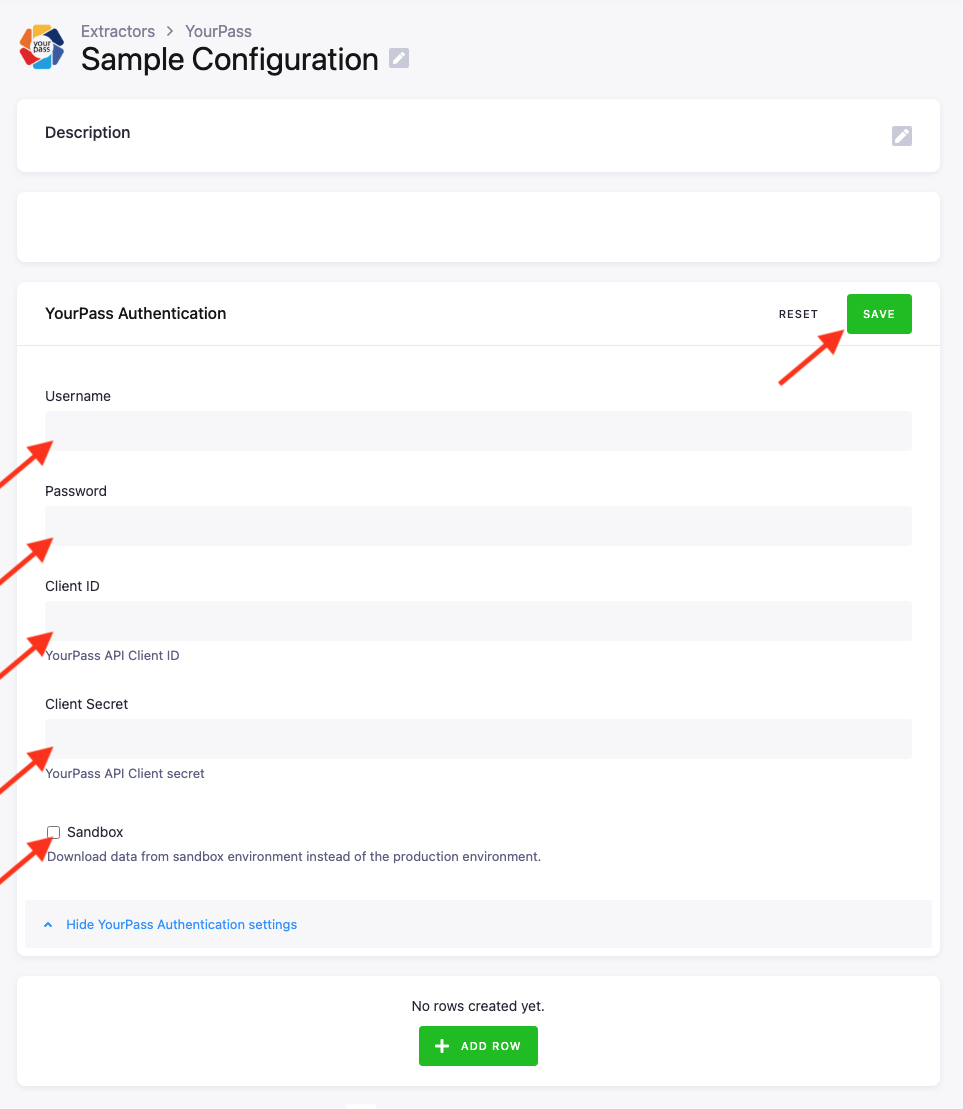 your
pass
Extractors > YourPass
Sample Configuration
Description
YourPass Authentication
RESET
SAVE
Username
Password
Client ID
YourPass API Client ID
Client Secret
YourPass API Client secret
Sandbox
Download data from sandbox environment instead of the production environment.
Hide YourPass Authentication settings
No rows created yet.
+ ADD ROW